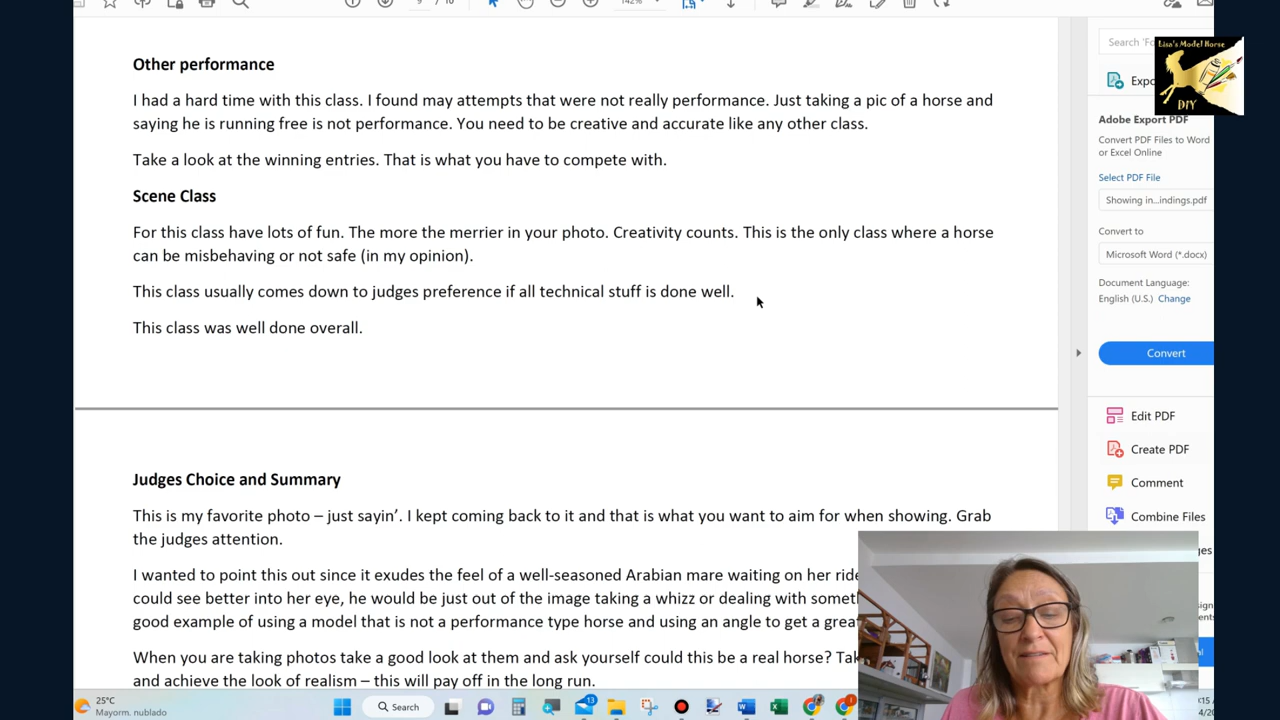 9 / 10
142%
Lisa's Model Horse
DIY
Search 'F
Expo
Adobe Export PDF
Convert PDF Files to Word
or Excel Online
Select PDF File
Showing in...indings.pdf
Convert to
Microsoft Word (*.docx)
Document Language:
English (U.S.) Change
Convert
Edit PDF
Create PDF
Comment
Combine Files
Other performance
I had a hard time with this class. I found may attempts that were not really performance. Just taking a pic of a horse and
saying he is running free is not performance. You need to be creative and accurate like any other class.
Take a look at the winning entries. That is what you have to compete with.
Scene Class
For this class have lots of fun. The more the merrier in your photo. Creativity counts. This is the only class where a horse
can be misbehaving or not safe (in my opinion).
This class usually comes down to judges preference if all technical stuff is done well.
This class was well done overall.
Judges Choice and Summary
This is my favorite photo – just sayin’. I kept coming back to it and that is what you want to aim for when showing. Grab
the judges attention.
I wanted to point this out since it exudes the feel of a well-seasoned Arabian mare waiting on her ride
could see better into her eye, he would be just out of the image taking a whizz or dealing with someth
good example of using a model that is not a performance type horse and using an angle to get a grea
When you are taking photos take a good look at them and ask yourself could this be a real horse? Tak
and achieve the look of realism – this will pay off in the long run.
25°C
Mayorm. nublado
Search
13